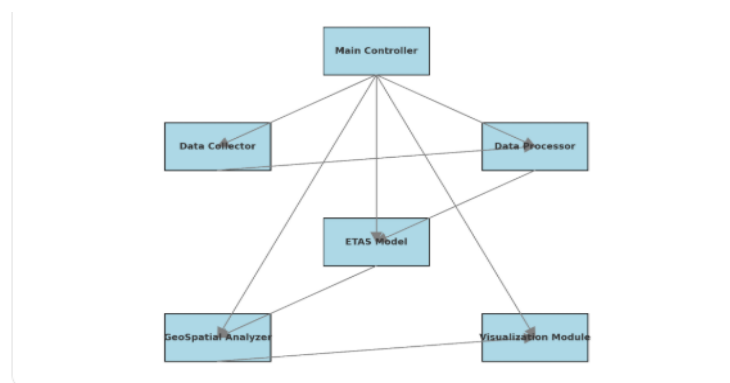 Main Controller
Data Collector
Data Processor
ETAS Model
GeoSpatial Analyzer
Visualization Module